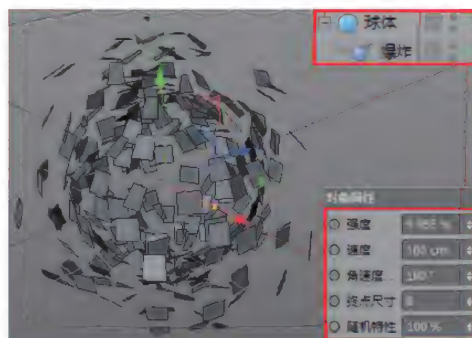 球体
爆炸
对象属性
强度
速度 100 cm
角速度...
终点尺寸 0
随机特性 100 %